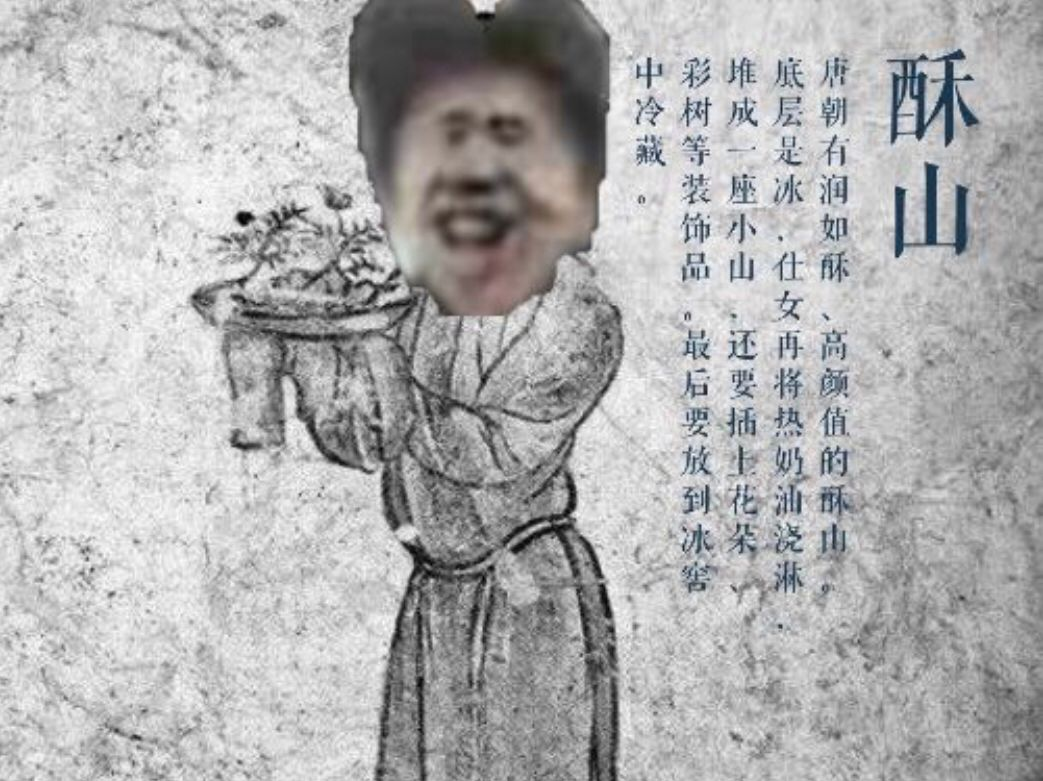 酥山
唐朝有润如酥、高颜值的酥山。
底层是冰，仕女再将热奶油浇淋，
堆成一座小山，还要插上花朵、
彩树等装饰品。最后要放到冰窖
中冷藏。